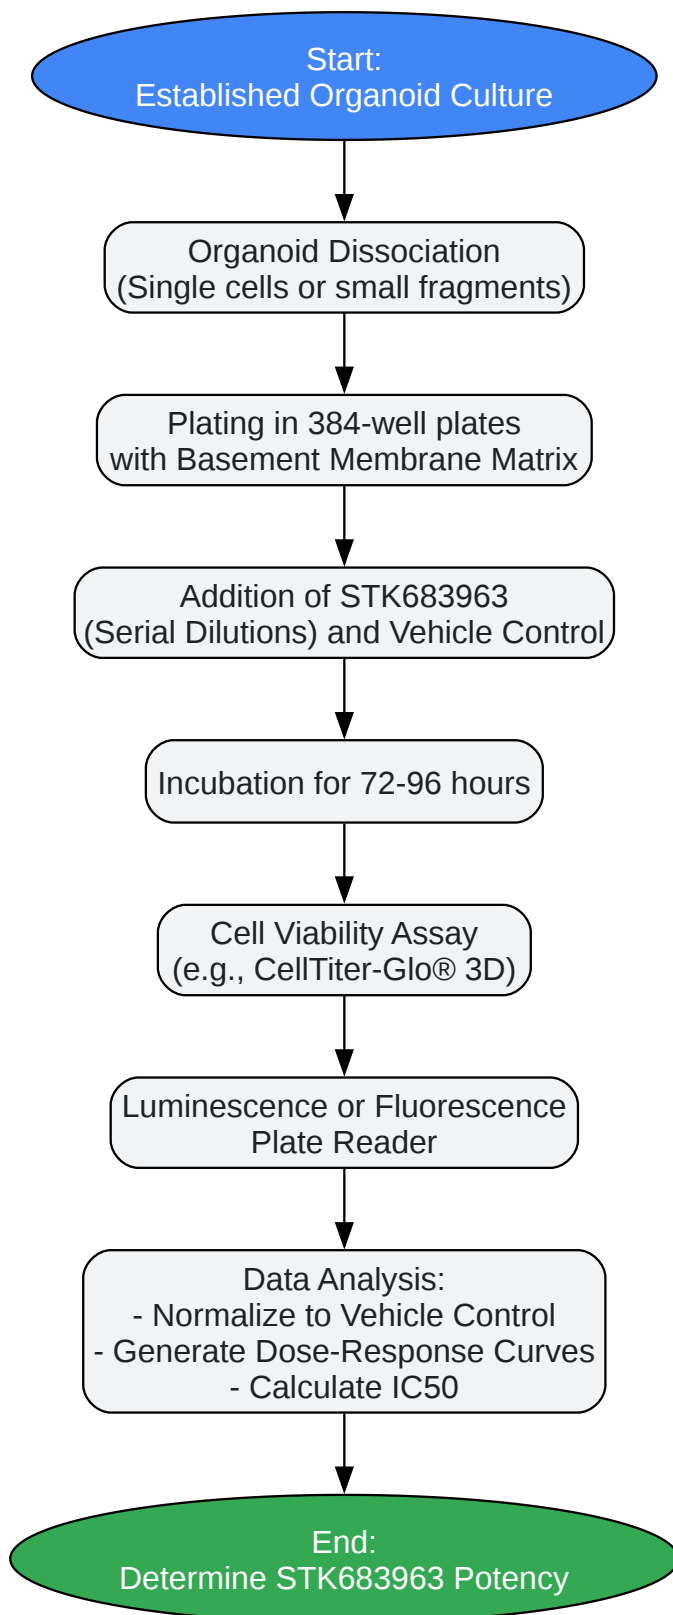 Start:
Established Organoid Culture
Organoid Dissociation
(Single cells or small fragments)
Plating in 384-well plates
with Basement Membrane Matrix
Addition of STK683963
(Serial Dilutions) and Vehicle Control
Incubation for 72-96 hours
Cell Viability Assay
(e.g., CellTiter-Glo® 3D)
Luminescence or Fluorescence
Plate Reader
Data Analysis:
- Normalize to Vehicle Control
- Generate Dose-Response Curves
- Calculate IC50
End:
Determine STK683963 Potency